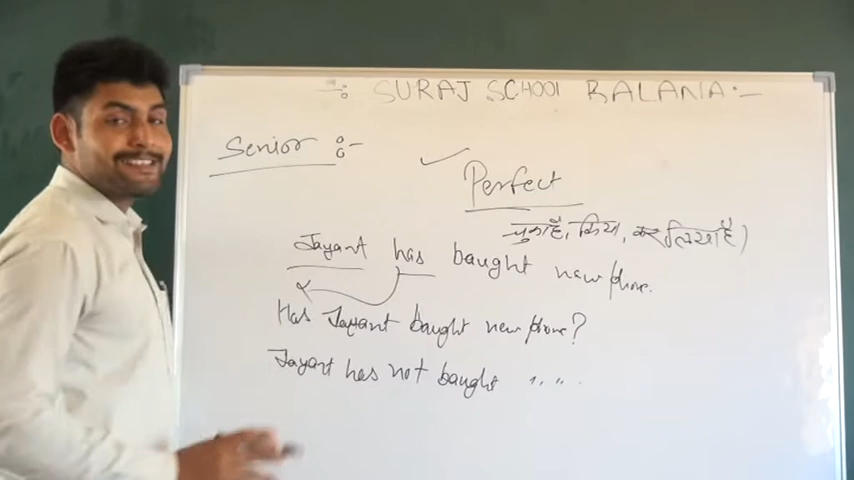 -: SURAJ SCHOOL BALANA :-
Senior :-
✓ Perfect
चुका है, किया, कर लिया है)
Jayant has baught new phone.
Has Jayant baught new phone?
Jayant has not baught ,, ,,